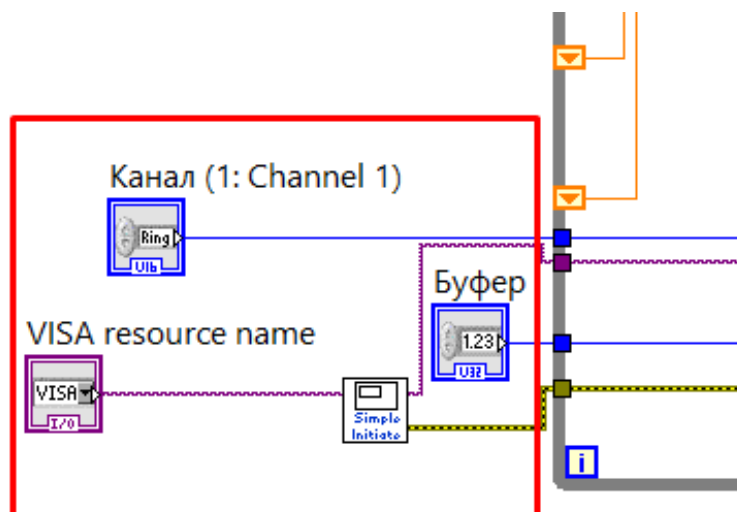 Канал (1: Channel 1)
Ring
U16
Буфер
1.23
U32
VISA resource name
VISA
I/O
Simple
Initiate
i